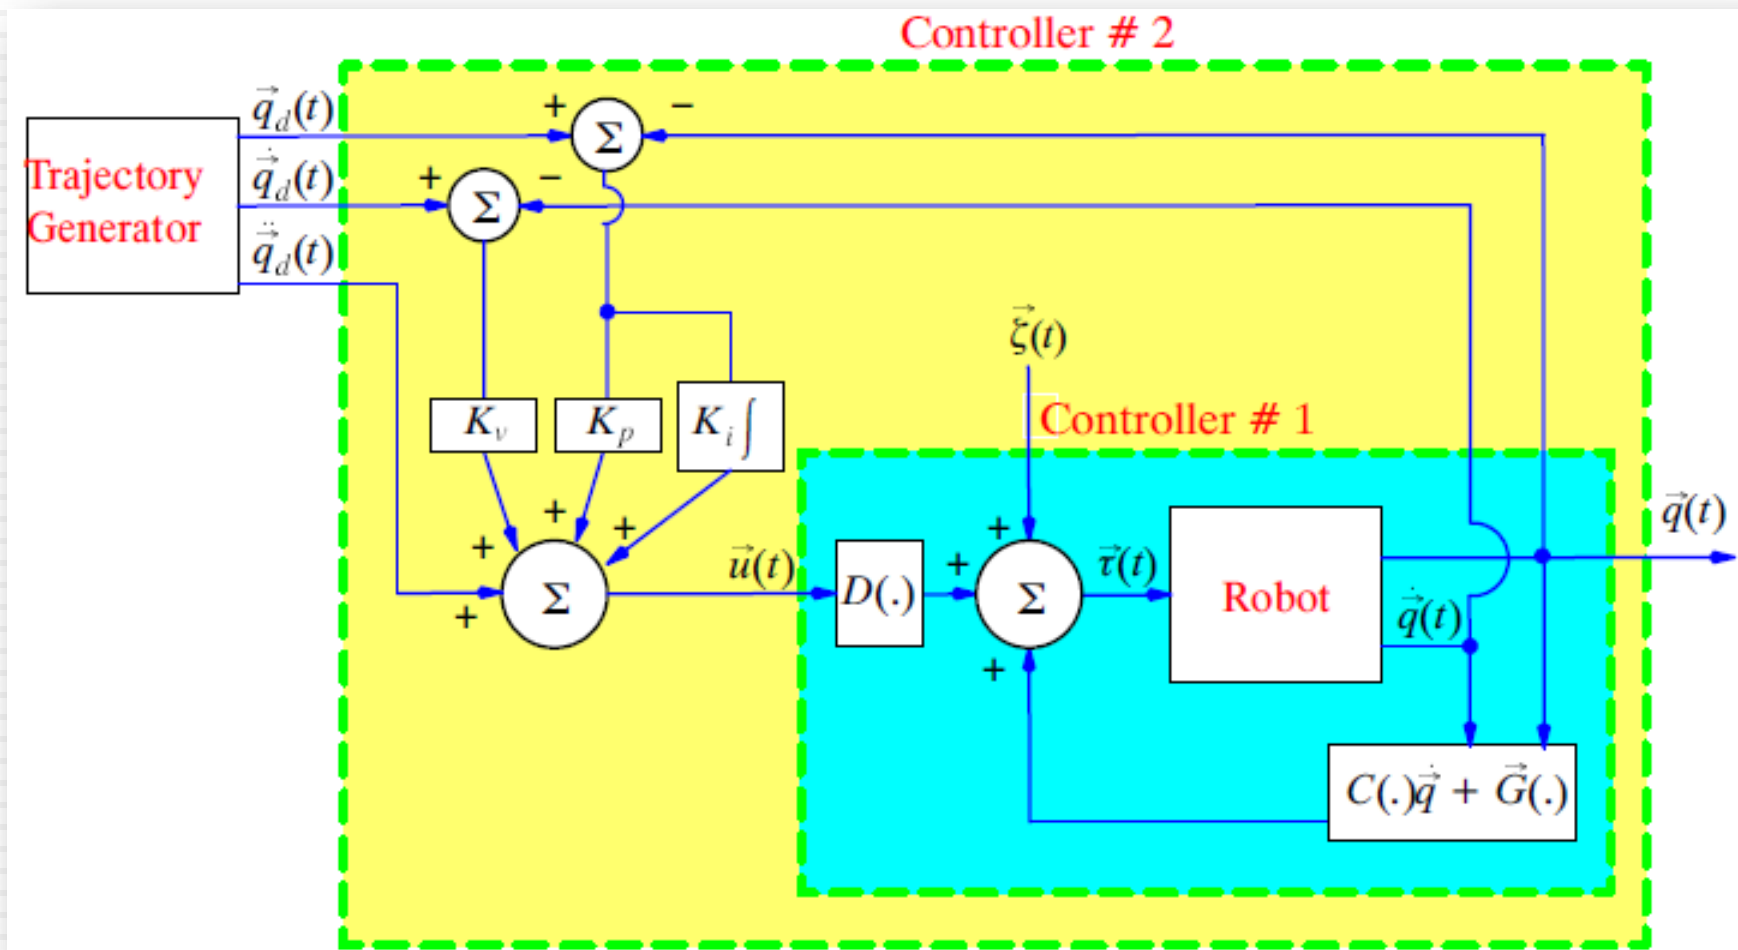 Controller # 2
q⃗_d(t)
+
−
Σ
Trajectory
Generator
q⃗̇_d(t)
+
−
Σ
q⃗̈_d(t)
ζ⃗(t)
K_v
K_p
K_i ∫
Controller # 1
+
+
+
+
Σ
u⃗(t)
D(.)
+
+
+
Σ
τ⃗(t)
Robot
q⃗(t)
q⃗̇(t)
C(.)q⃗̇ + G⃗(.)